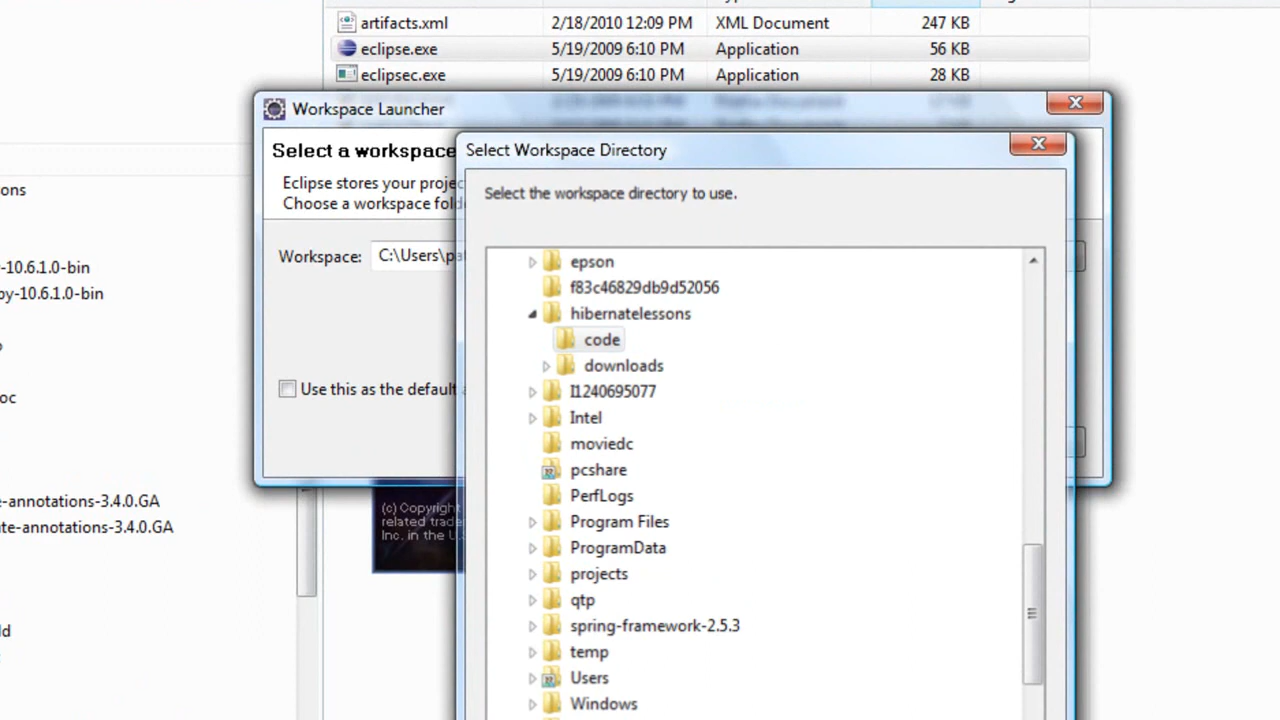 artifacts.xml 2/18/2010 12:09 PM XML Document 247 KB
eclipse.exe 5/19/2009 6:10 PM Application 56 KB
eclipsec.exe 5/19/2009 6:10 PM Application 28 KB
Workspace Launcher
Select a workspace
Eclipse stores your projec
Choose a workspace fold
Workspace: C:\Users\pa
Use this as the default a
Select Workspace Directory
Select the workspace directory to use.
epson
f83c46829db9d52056
hibernatelessons
code
downloads
I1240695077
Intel
moviedc
pcshare
PerfLogs
Program Files
ProgramData
projects
qtp
spring-framework-2.5.3
temp
Users
Windows
ons
-10.6.1.0-bin
by-10.6.1.0-bin
oc
e-annotations-3.4.0.GA
ate-annotations-3.4.0.GA
ld
(c) Copyright
related trade
Inc. in the U.S